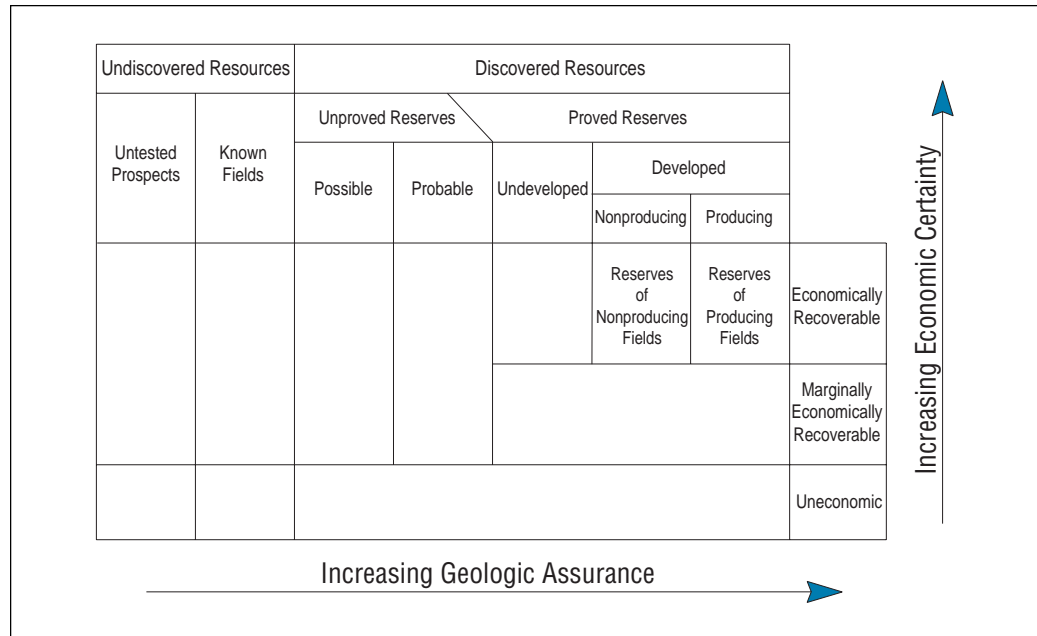 Undiscovered Resources
Discovered Resources
Unproved Reserves
Proved Reserves
Untested
Prospects
Known
Fields
Possible
Probable
Undeveloped
Developed
Nonproducing
Producing
Reserves
of
Nonproducing
Fields
Reserves
of
Producing
Fields
Economically
Recoverable
Marginally
Economically
Recoverable
Uneconomic
Increasing Economic Certainty
Increasing Geologic Assurance